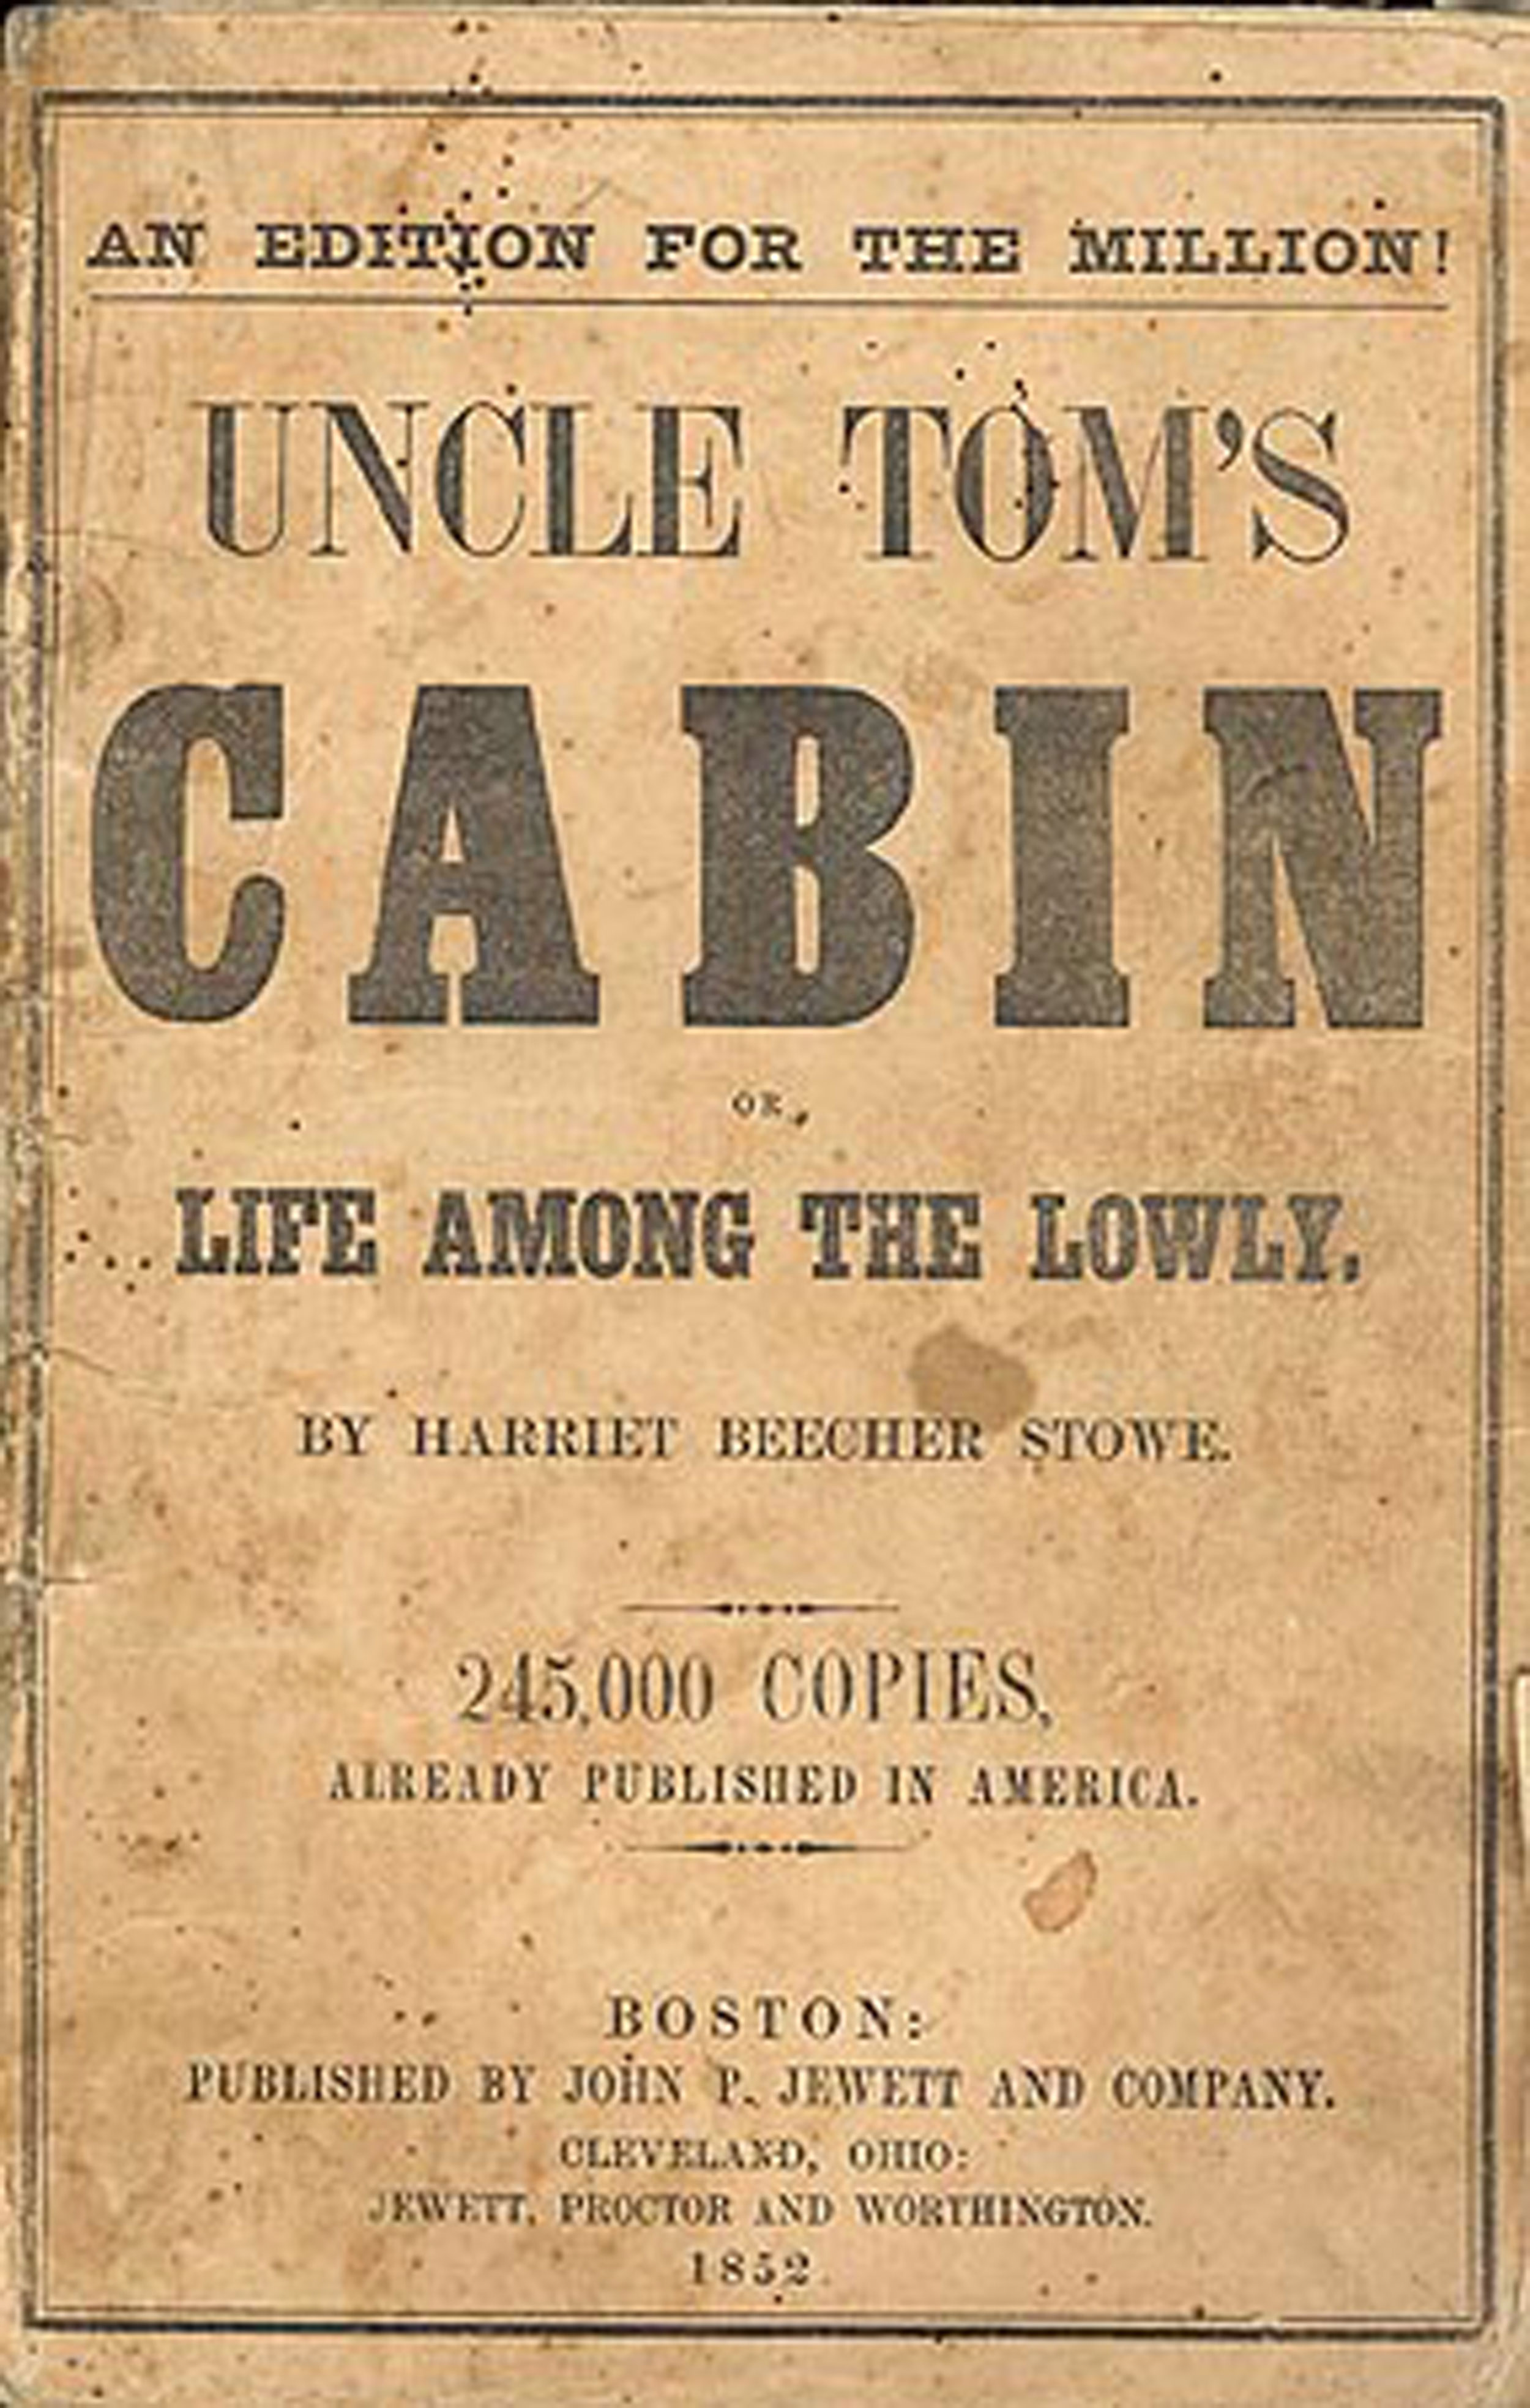 AN EDITION FOR THE MILLION!
UNCLE TOM'S
CABIN
OR,
LIFE AMONG THE LOWLY.
BY HARRIET BEECHER STOWE.
245,000 COPIES,
ALREADY PUBLISHED IN AMERICA.
BOSTON:
PUBLISHED BY JOHN P. JEWETT AND COMPANY.
CLEVELAND, OHIO:
JEWETT, PROCTOR AND WORTHINGTON.
1852.